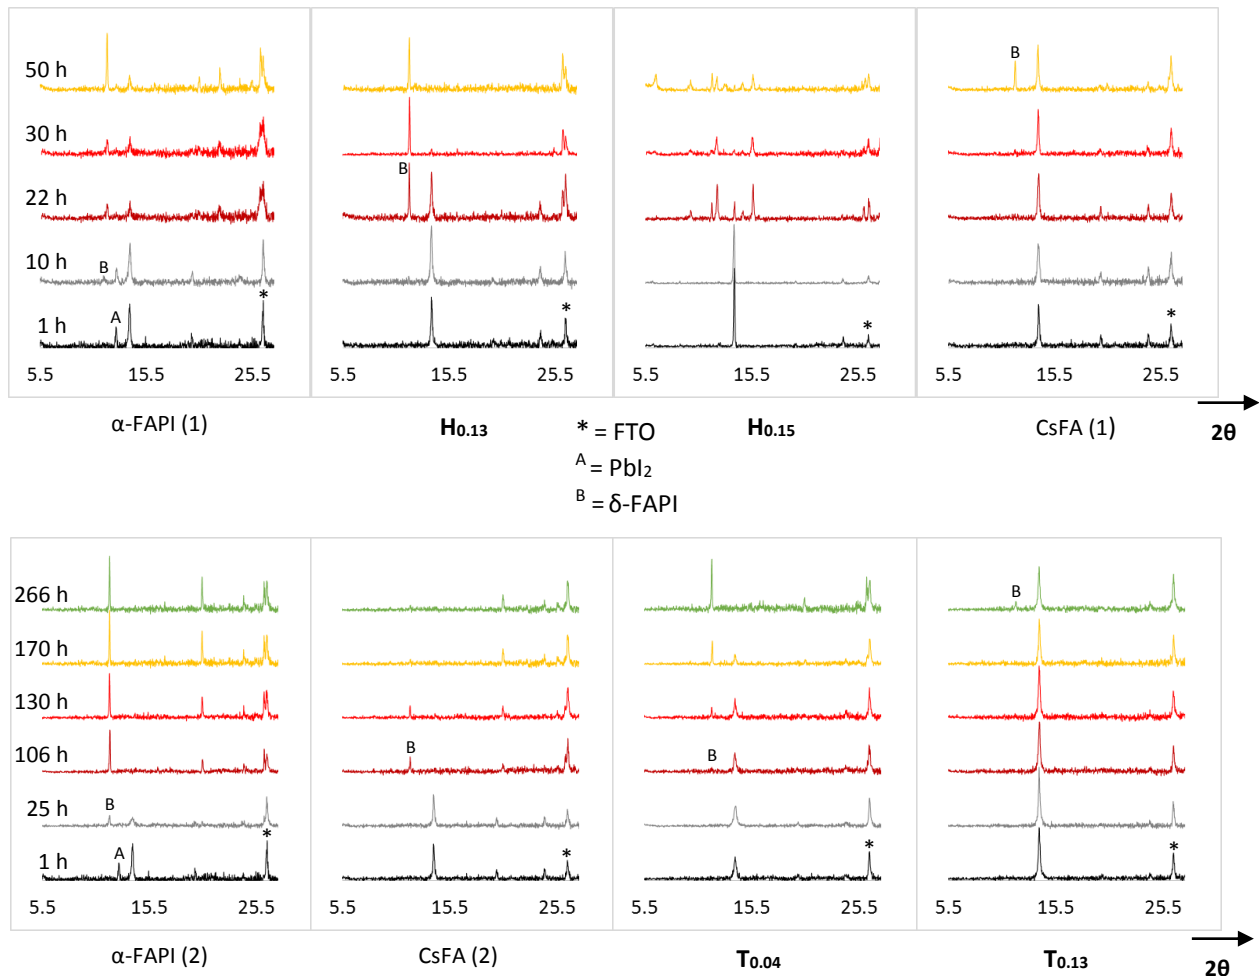 50 h
B
30 h
B
22 h
10 h
B
*
*
*
*
1 h
A
5.5 15.5 25.5 5.5 15.5 25.5 5.5 15.5 25.5 5.5 15.5 25.5
α-FAPI (1) H0.13 H0.15 CsFA (1) 2θ
* = FTO
A = PbI₂
B = δ-FAPI
266 h
B
170 h
130 h
106 h
B
B
25 h
B
*
*
*
*
1 h
A
5.5 15.5 25.5 5.5 15.5 25.5 5.5 15.5 25.5 5.5 15.5 25.5
α-FAPI (2) CsFA (2) T0.04 T0.13 2θ